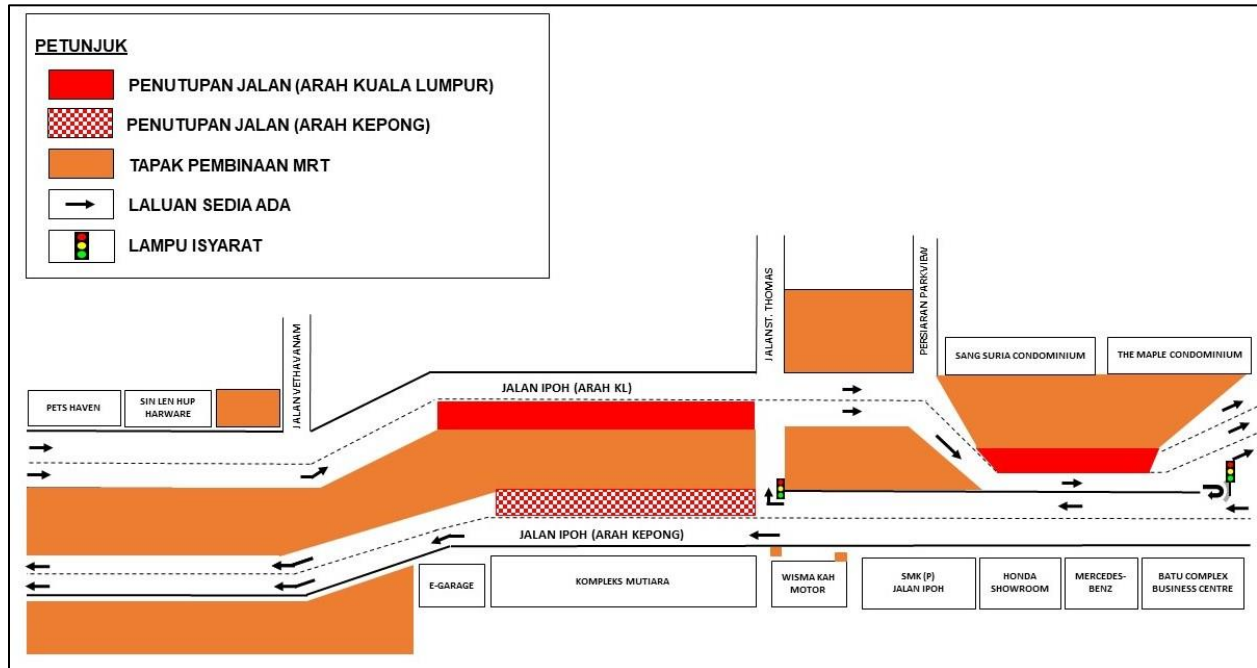 PETUNJUK
PENUTUPAN JALAN (ARAH KUALA LUMPUR)
PENUTUPAN JALAN (ARAH KEPONG)
TAPAK PEMBINAAN MRT
LALUAN SEDIA ADA
LAMPU ISYARAT
JALAN VETHAVANAM
JALAN ST. THOMAS
PERSIARAN PARKVIEW
PETS HAVEN
SIN LEN HUP
HARWARE
SANG SURIA CONDOMINIUM
THE MAPLE CONDOMINIUM
JALAN IPOH (ARAH KL)
JALAN IPOH (ARAH KEPONG)
E-GARAGE
KOMPLEKS MUTIARA
WISMA KAH
MOTOR
SMK (P)
JALAN IPOH
HONDA
SHOWROOM
MERCEDES-
BENZ
BATU COMPLEX
BUSINESS CENTRE